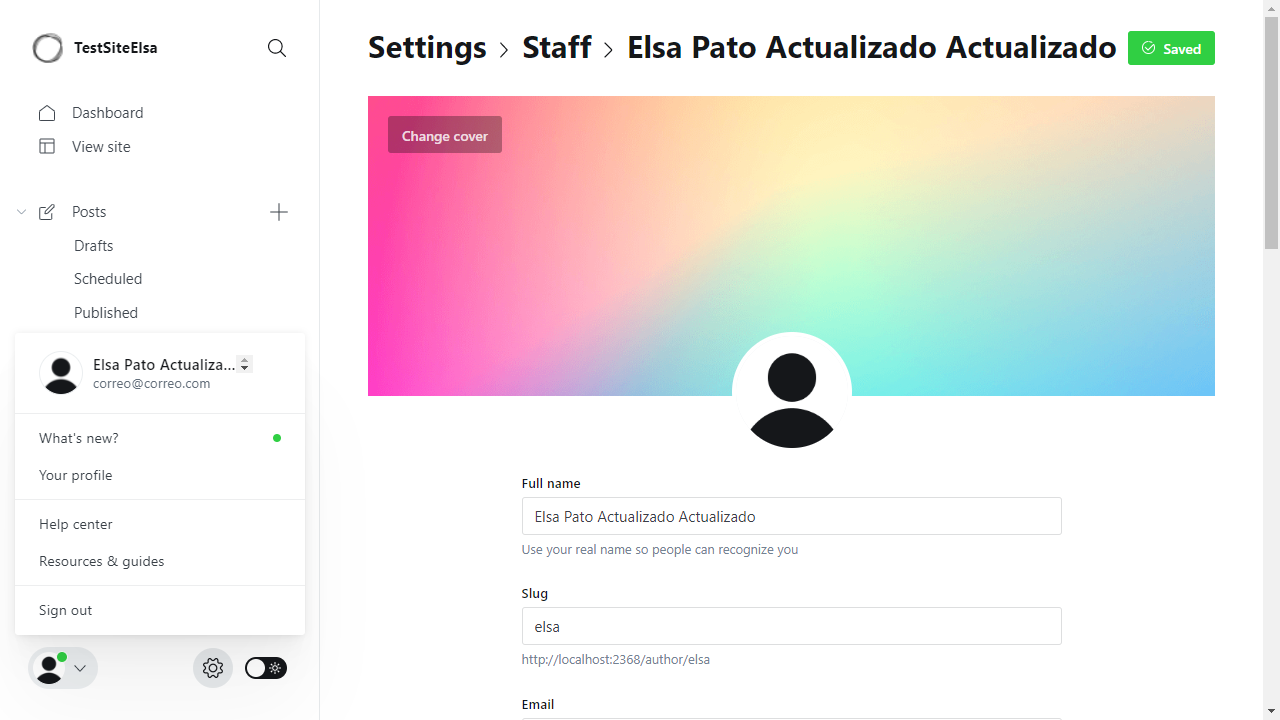 TestSiteElsa
Dashboard
View site
Posts
Drafts
Scheduled
Published
Elsa Pato Actualiza...
correo@correo.com
What's new?
Your profile
Help center
Resources & guides
Sign out
Settings > Staff > Elsa Pato Actualizado Actualizado
Saved
Change cover
Full name
Elsa Pato Actualizado Actualizado
Use your real name so people can recognize you
Slug
elsa
http://localhost:2368/author/elsa
Email